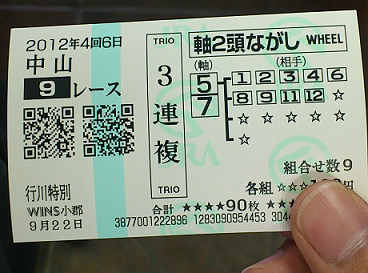 2012年4回6日
中山
9レース
行川特別
WINS小郡
9月22日
TRIO
3連複
TRIO
軸2頭ながし WHEEL
(軸) (相手)
5 1 2 3 4 6
7 8 9 11 12 ☆
☆ ☆ ☆ ☆ ☆
☆
組合せ数 9
各組 ☆☆☆
合計 ★★★★90枚 ★★★★
3877001222896 1283090954453